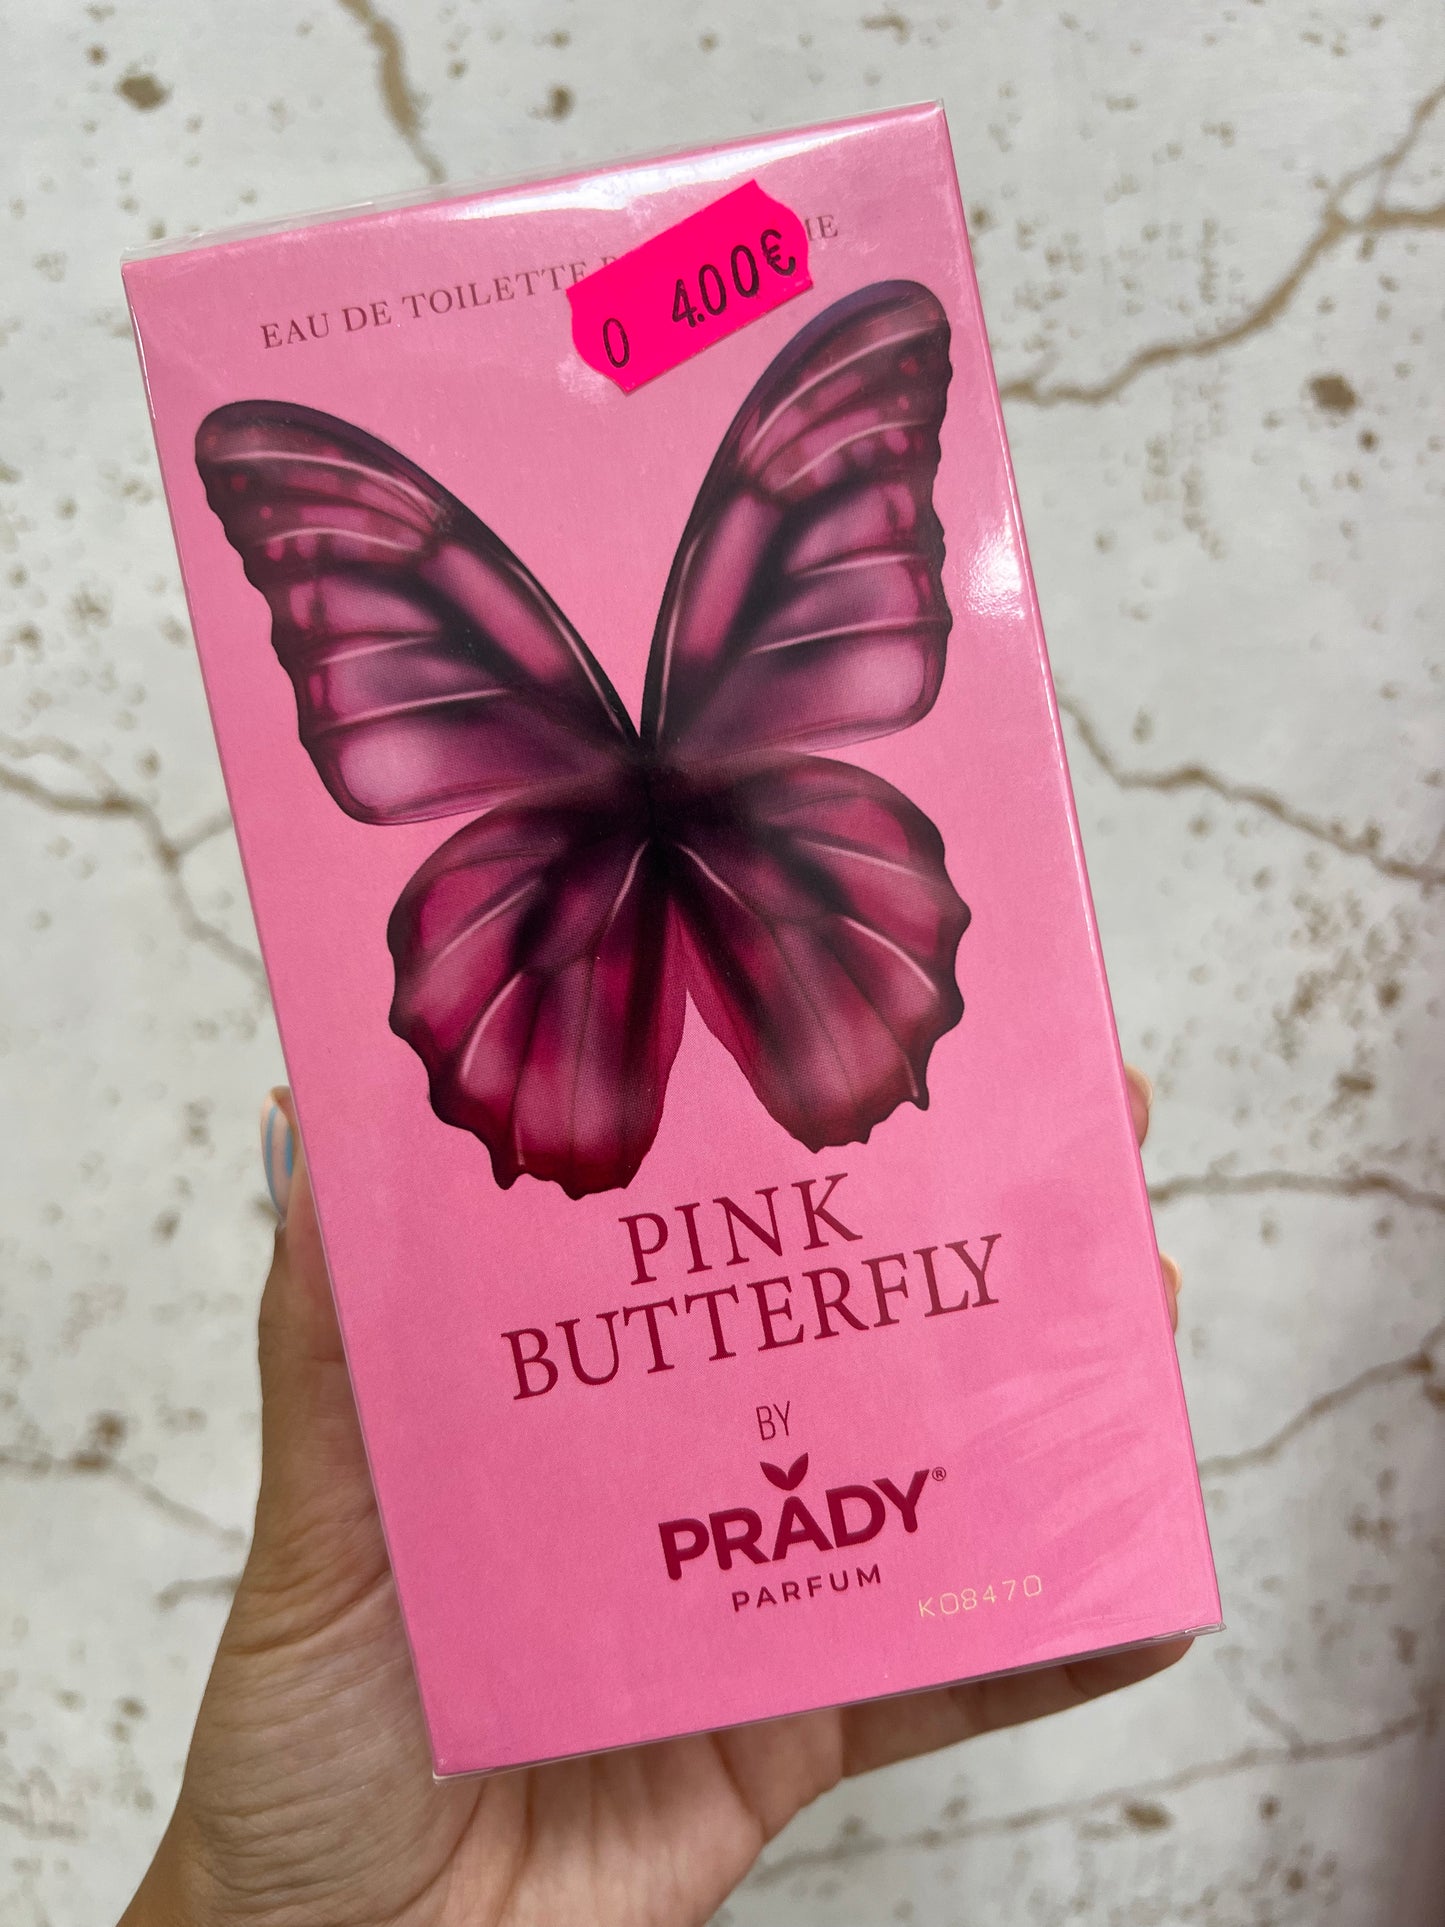 EAU DE TOILETTE
0 4.00€
PINK
BUTTERFLY
BY
PRADY®
PARFUM
K08470